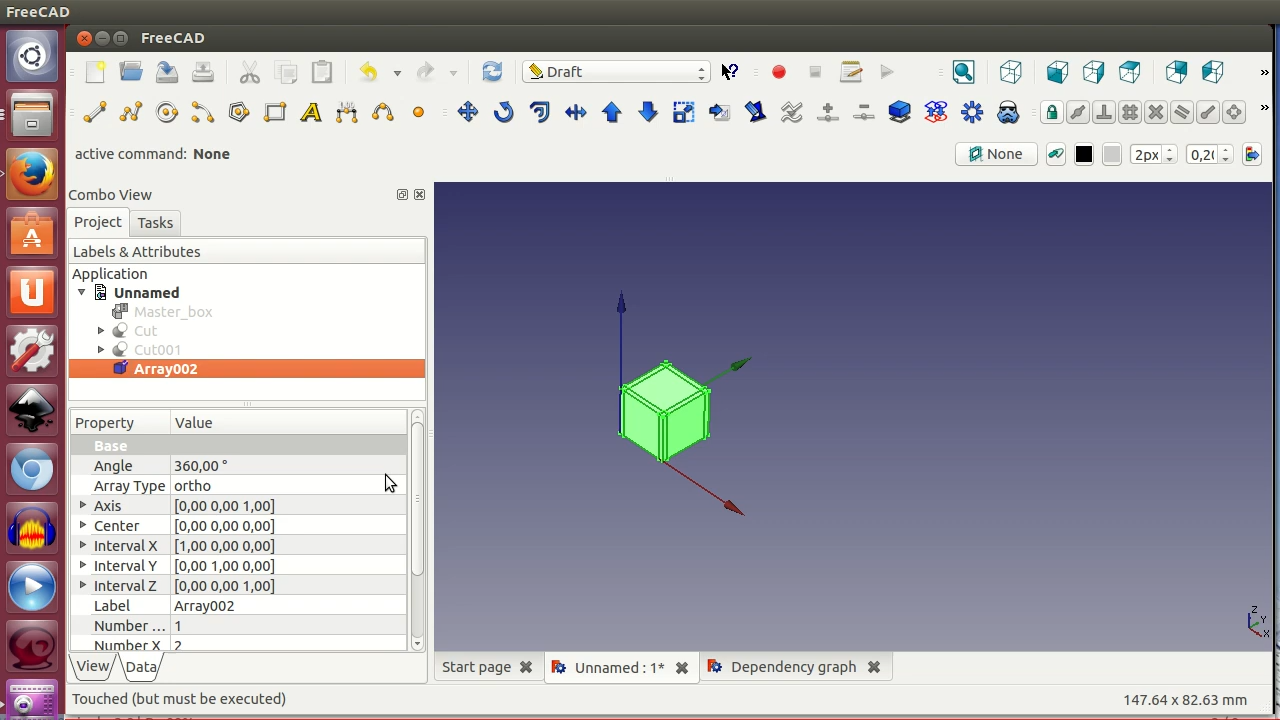 FreeCAD
FreeCAD
Draft
active command: None
None
2px
0,20
Combo View
Project
Tasks
Labels & Attributes
Application
Unnamed
Master_box
Cut
Cut001
Array002
Property
Value
Base
Angle
360,00 °
Array Type
ortho
Axis
[0,00 0,00 1,00]
Center
[0,00 0,00 0,00]
Interval X
[1,00 0,00 0,00]
Interval Y
[0,00 1,00 0,00]
Interval Z
[0,00 0,00 1,00]
Label
Array002
Number ...
1
Number X
2
View
Data
Z
Y
X
Start page
Unnamed : 1*
Dependency graph
Touched (but must be executed)
147.64 x 82.63 mm